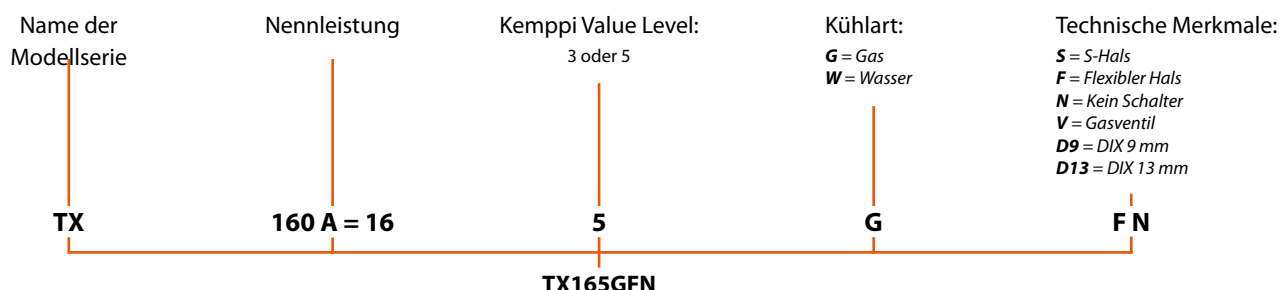 Name der
Modellserie
Nennleistung
Kemppi Value Level:
3 oder 5
Kühlart:
G = Gas
W = Wasser
Technische Merkmale:
S = S-Hals
F = Flexibler Hals
N = Kein Schalter
V = Gasventil
D9 = DIX 9 mm
D13 = DIX 13 mm
TX
160 A = 16
5
G
F N
TX165GFN